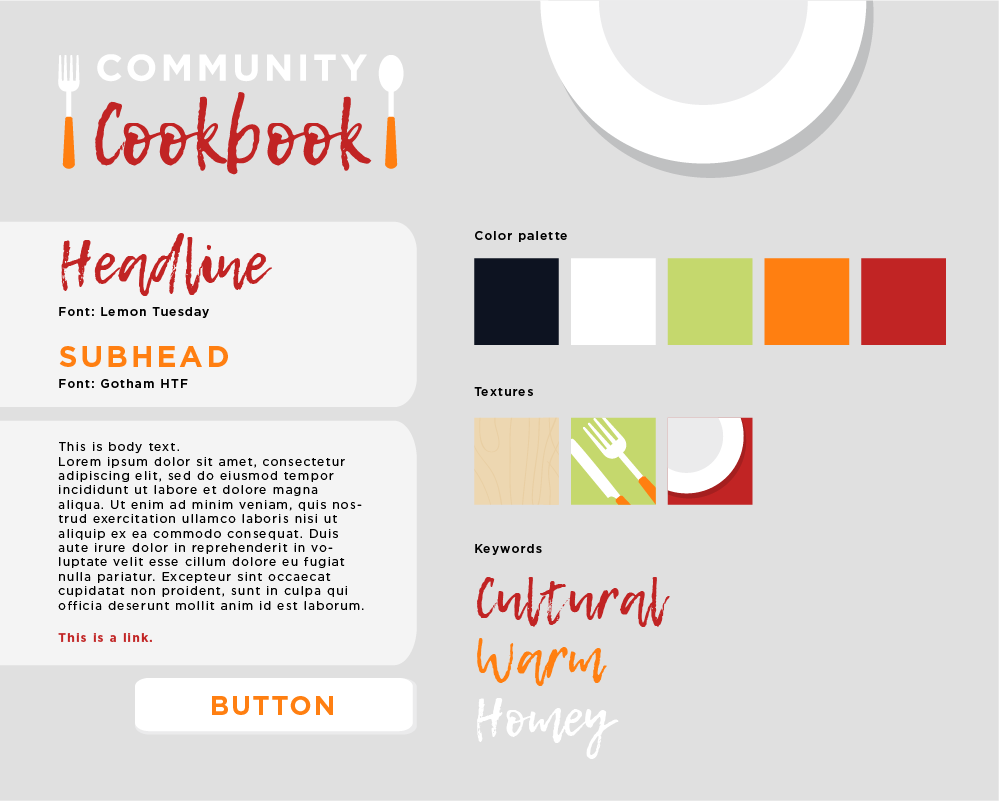 COMMUNITY
Cookbook
Headline
Font: Lemon Tuesday
SUBHEAD
Font: Gotham HTF
This is body text.
Lorem ipsum dolor sit amet, consectetur
adipiscing elit, sed do eiusmod tempor
incididunt ut labore et dolore magna
aliqua. Ut enim ad minim veniam, quis nos-
trud exercitation ullamco laboris nisi ut
aliquip ex ea commodo consequat. Duis
aute irure dolor in reprehenderit in vo-
luptate velit esse cillum dolore eu fugiat
nulla pariatur. Excepteur sint occaecat
cupidatat non proident, sunt in culpa qui
officia deserunt mollit anim id est laborum.
This is a link.
BUTTON
Color palette
Textures
Keywords
Cultural
Warm
Homey